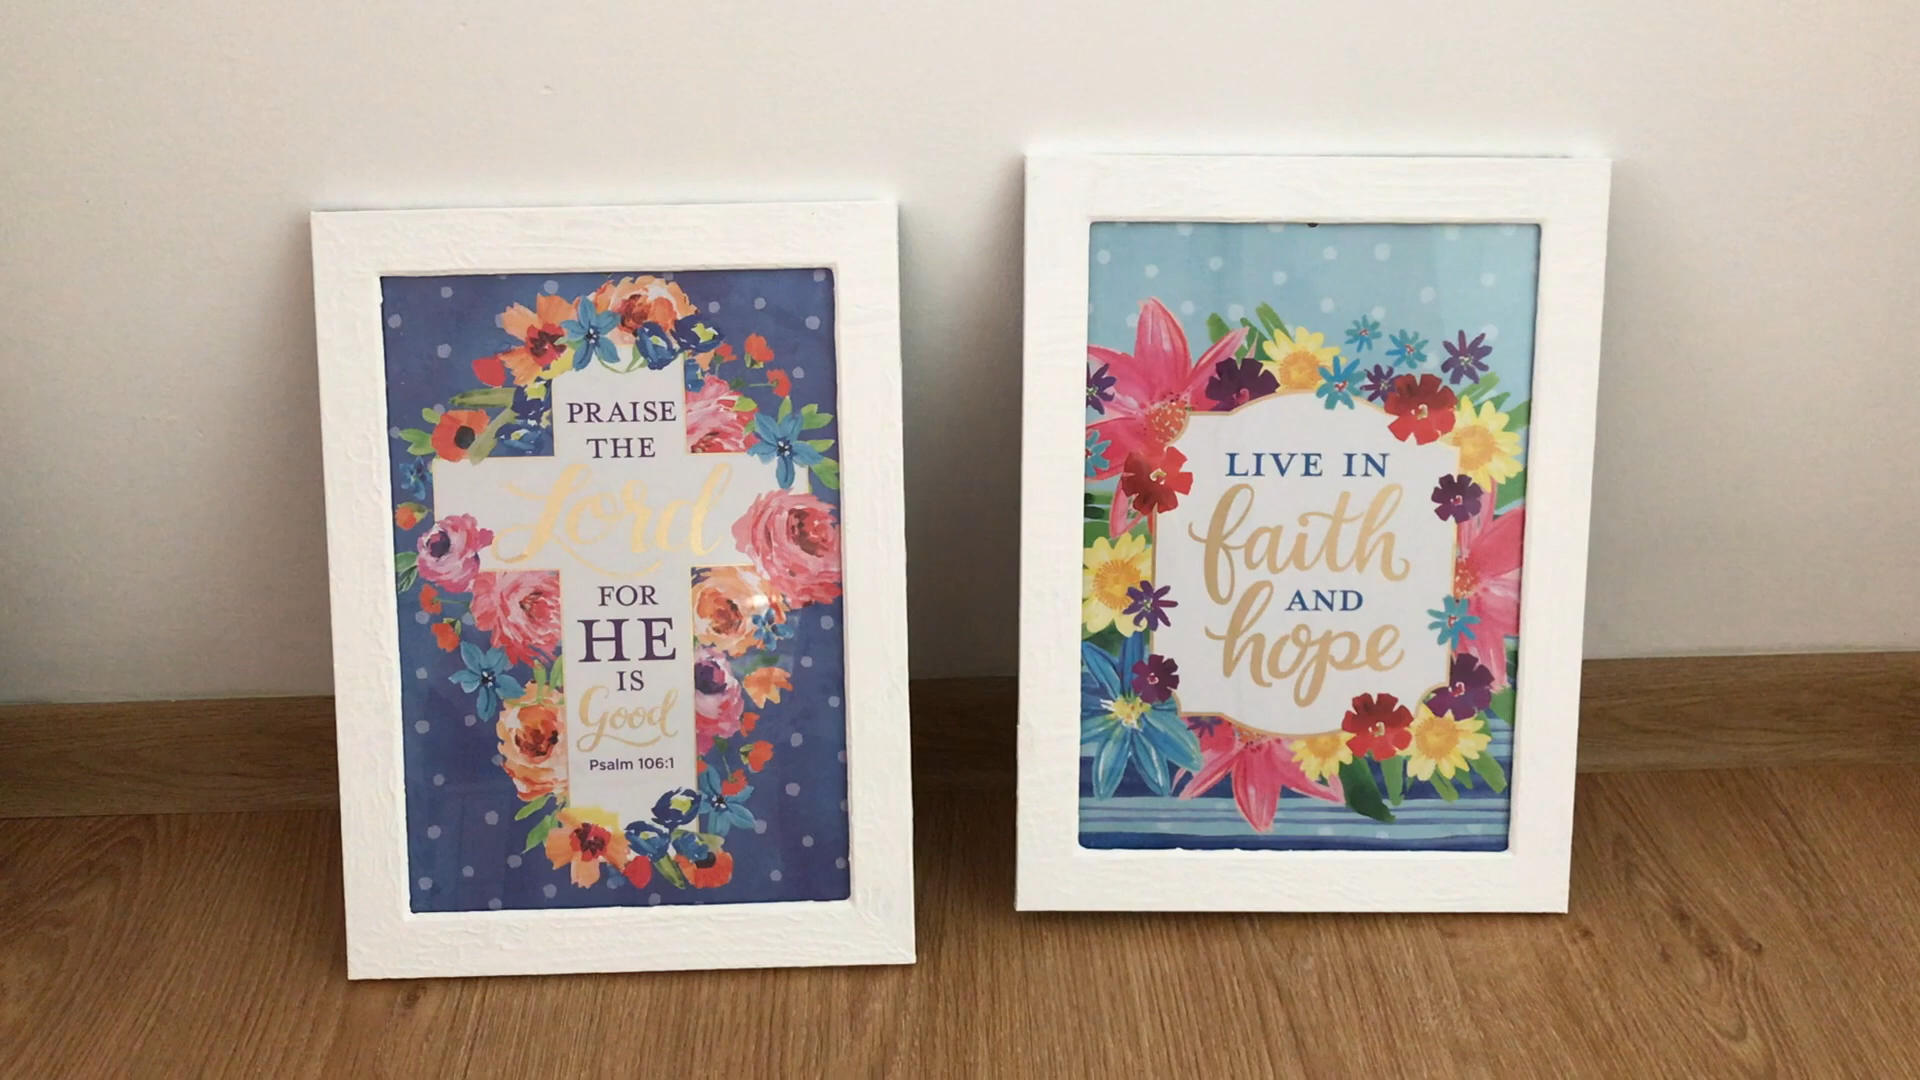 PRAISE
THE
Lord
FOR
HE
IS
Good
Psalm 106:1
LIVE IN
faith
AND
hope